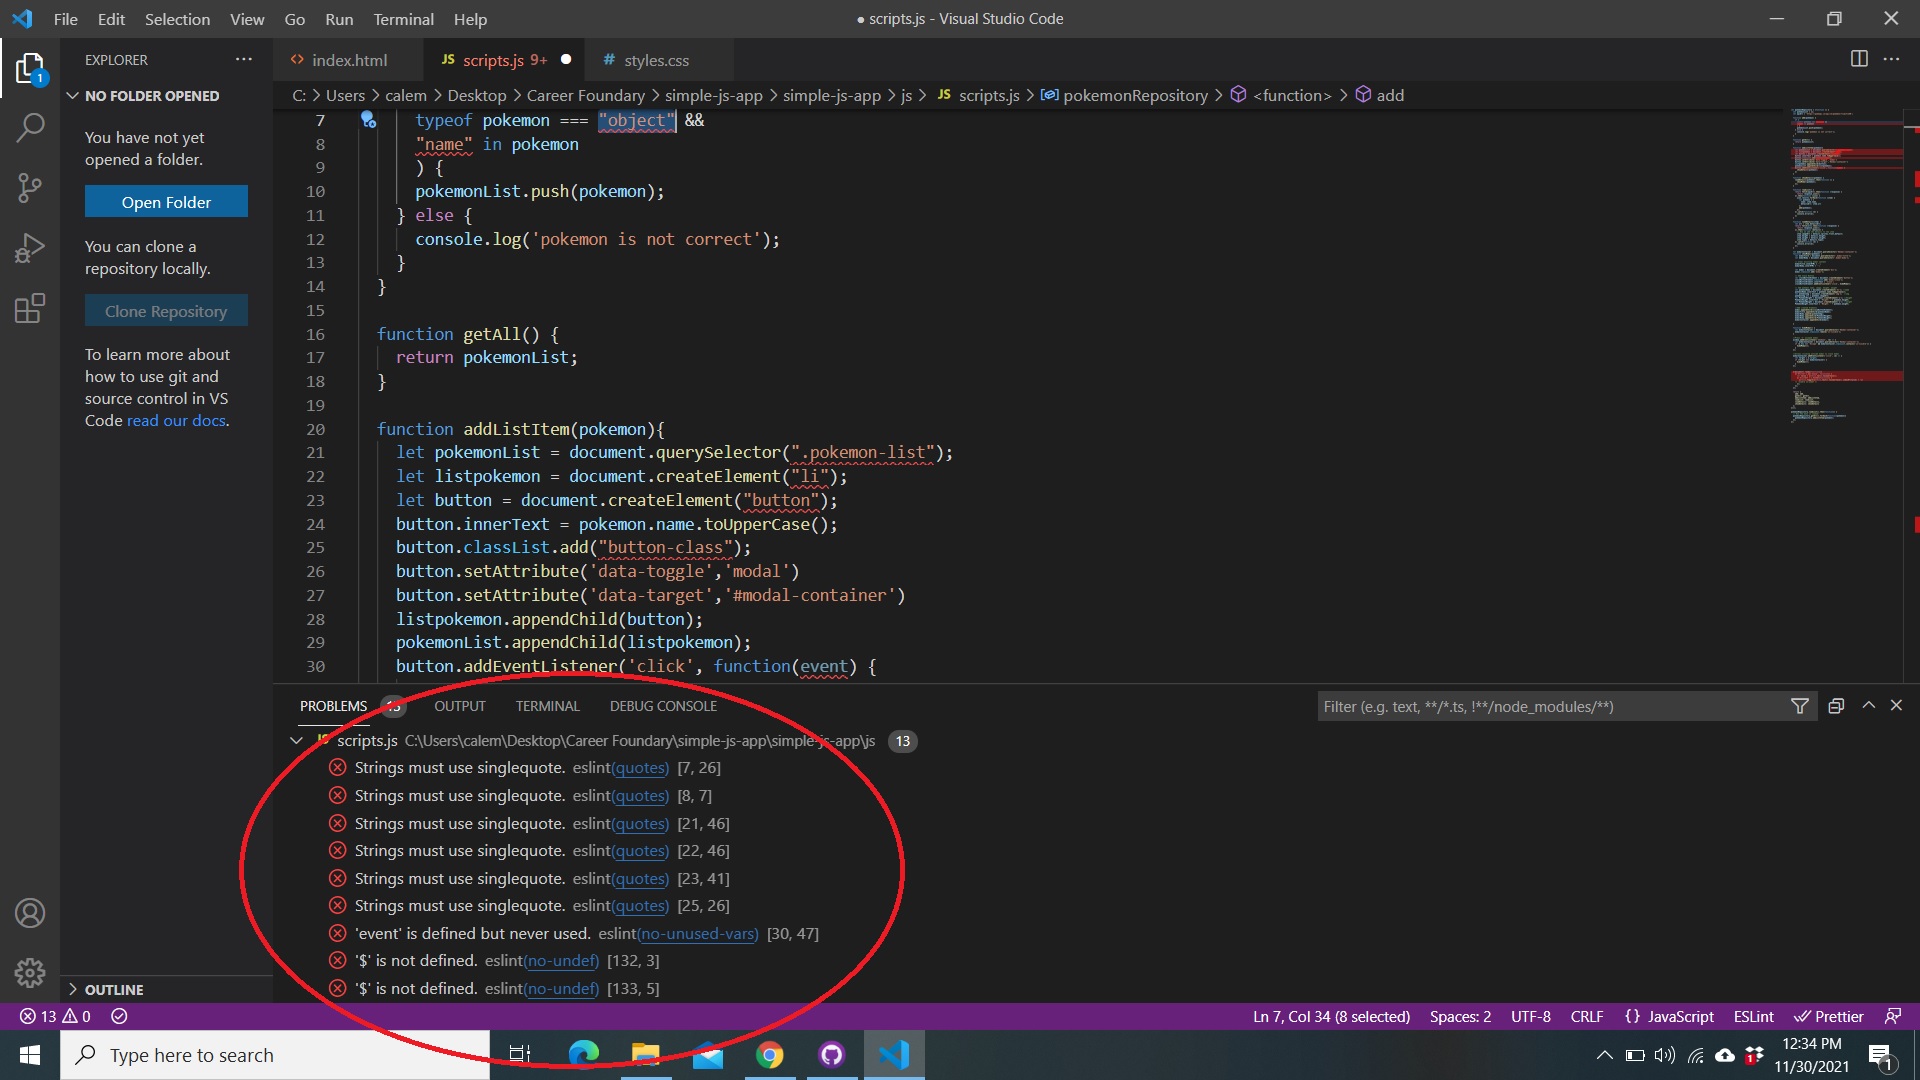 File Edit Selection View Go Run Terminal Help
● scripts.js - Visual Studio Code
EXPLORER
NO FOLDER OPENED
You have not yet
opened a folder.
Open Folder
You can clone a
repository locally.
Clone Repository
To learn more about
how to use git and
source control in VS
Code read our docs.
OUTLINE
index.html
JS scripts.js 9+
# styles.css
C: > Users > calem > Desktop > Career Foundary > simple-js-app > simple-js-app > js > JS scripts.js > pokemonRepository > <function> > add
7 typeof pokemon === "object" &&
8 "name" in pokemon
9 ) {
10 pokemonList.push(pokemon);
11 } else {
12 console.log('pokemon is not correct');
13 }
14 }
15
16 function getAll() {
17 return pokemonList;
18 }
19
20 function addListItem(pokemon){
21 let pokemonList = document.querySelector(".pokemon-list");
22 let listpokemon = document.createElement("li");
23 let button = document.createElement("button");
24 button.innerText = pokemon.name.toUpperCase();
25 button.classList.add("button-class");
26 button.setAttribute('data-toggle','modal')
27 button.setAttribute('data-target','#modal-container')
28 listpokemon.appendChild(button);
29 pokemonList.appendChild(listpokemon);
30 button.addEventListener('click', function(event) {
PROBLEMS 13 OUTPUT TERMINAL DEBUG CONSOLE
Filter (e.g. text, **/*.ts, !**/node_modules/**)
JS scripts.js C:\Users\calem\Desktop\Career Foundary\simple-js-app\simple-js-app\js 13
Strings must use singlequote. eslint(quotes) [7, 26]
Strings must use singlequote. eslint(quotes) [8, 7]
Strings must use singlequote. eslint(quotes) [21, 46]
Strings must use singlequote. eslint(quotes) [22, 46]
Strings must use singlequote. eslint(quotes) [23, 41]
Strings must use singlequote. eslint(quotes) [25, 26]
'event' is defined but never used. eslint(no-unused-vars) [30, 47]
'$' is not defined. eslint(no-undef) [132, 3]
'$' is not defined. eslint(no-undef) [133, 5]
13 0
Ln 7, Col 34 (8 selected) Spaces: 2 UTF-8 CRLF {} JavaScript ESLint Prettier
Type here to search
12:34 PM
11/30/2021
1